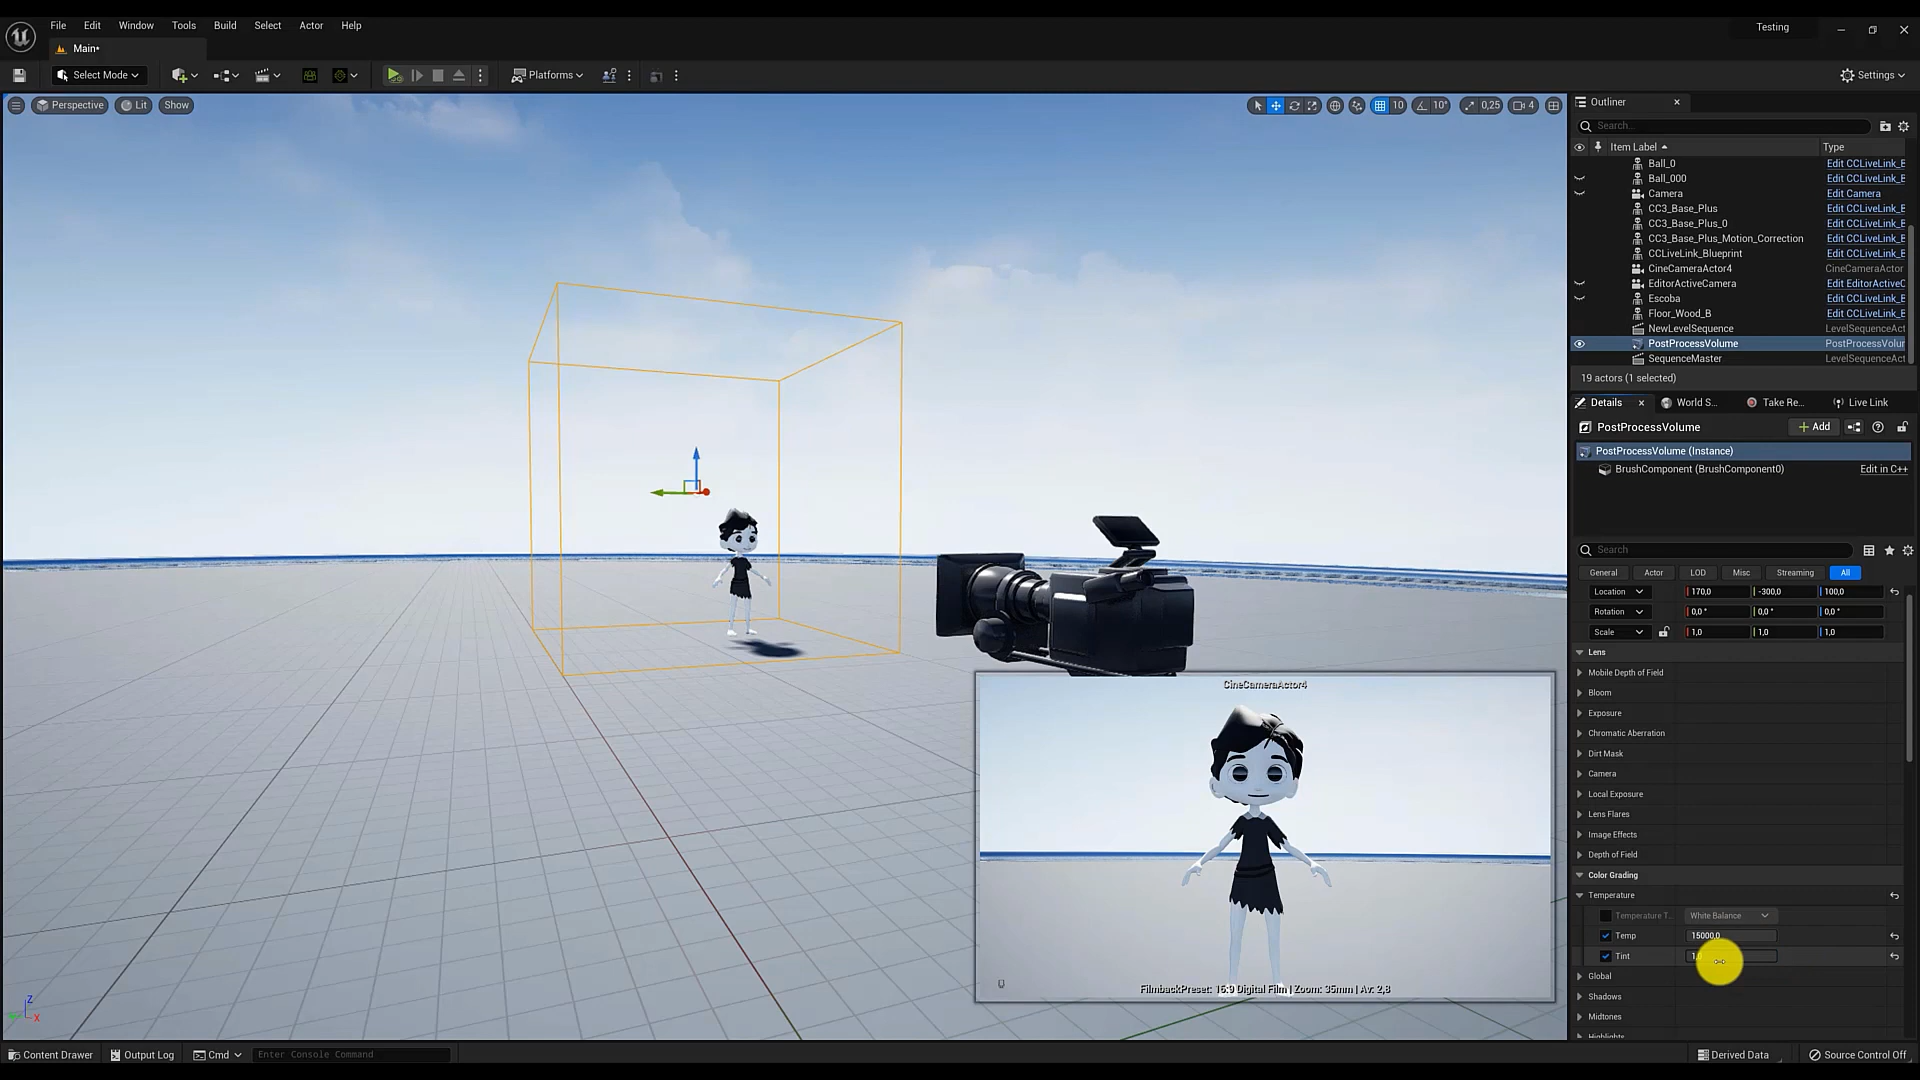 File Edit Window Tools Build Select Actor Help
Testing
Main•
Select Mode
Platforms
Settings
Perspective Lit Show
10 10° 0,25 4
Outliner
Search...
Item Label Type
Ball_0 Edit CCLiveLink_E
Ball_000 Edit CCLiveLink_E
Camera Edit Camera
CC3_Base_Plus Edit CCLiveLink_E
CC3_Base_Plus_0 Edit CCLiveLink_E
CC3_Base_Plus_Motion_Correction Edit CCLiveLink_E
CCLiveLink_Blueprint Edit CCLiveLink_E
CineCameraActor4 CineCameraActor
EditorActiveCamera Edit EditorActiveC
Escoba Edit CCLiveLink_E
Floor_Wood_B Edit CCLiveLink_E
NewLevelSequence LevelSequenceAct
PostProcessVolume PostProcessVolur
SequenceMaster LevelSequenceAct
19 actors (1 selected)
Details World S... Take Re... Live Link
PostProcessVolume
Add
PostProcessVolume (Instance)
BrushComponent (BrushComponent0) Edit in C++
Search
General Actor LOD Misc Streaming All
Location 170,0 -300,0 100,0
Rotation 0,0 ° 0,0 ° 0,0 °
Scale 1,0 1,0 1,0
Lens
Mobile Depth of Field
Bloom
Exposure
Chromatic Aberration
Dirt Mask
Camera
Local Exposure
Lens Flares
Image Effects
Depth of Field
Color Grading
Temperature
Temperature T... White Balance
Temp 15000,0
Tint
Global
Shadows
Midtones
Highlights
CineCameraActor4
FilmbackPreset: 16:9 Digital Film | Zoom: 35mm | Av: 2,8
Z
X
Content Drawer Output Log Cmd Enter Console Command
Derived Data Source Control Off